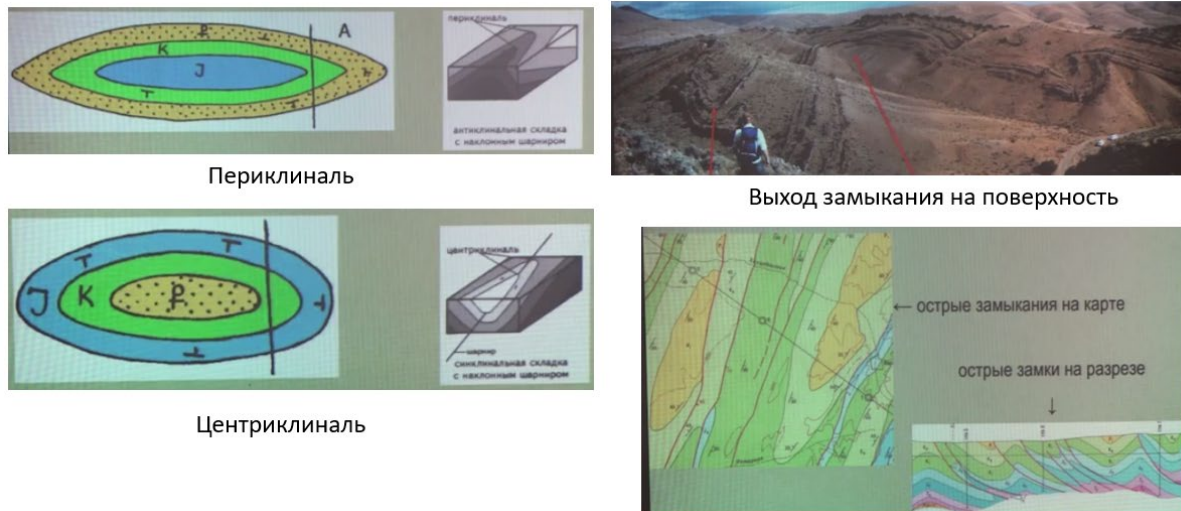 P
A
K
J
периклиналь
антиклинальная складка
с наклонным шарниром
Периклиналь
Выход замыкания на поверхность
J
K
P
центриклиналь
шарнир
синклинальная складка
с наклонным шарниром
Центриклиналь
← острые замыкания на карте
острые замки на разрезе
↓